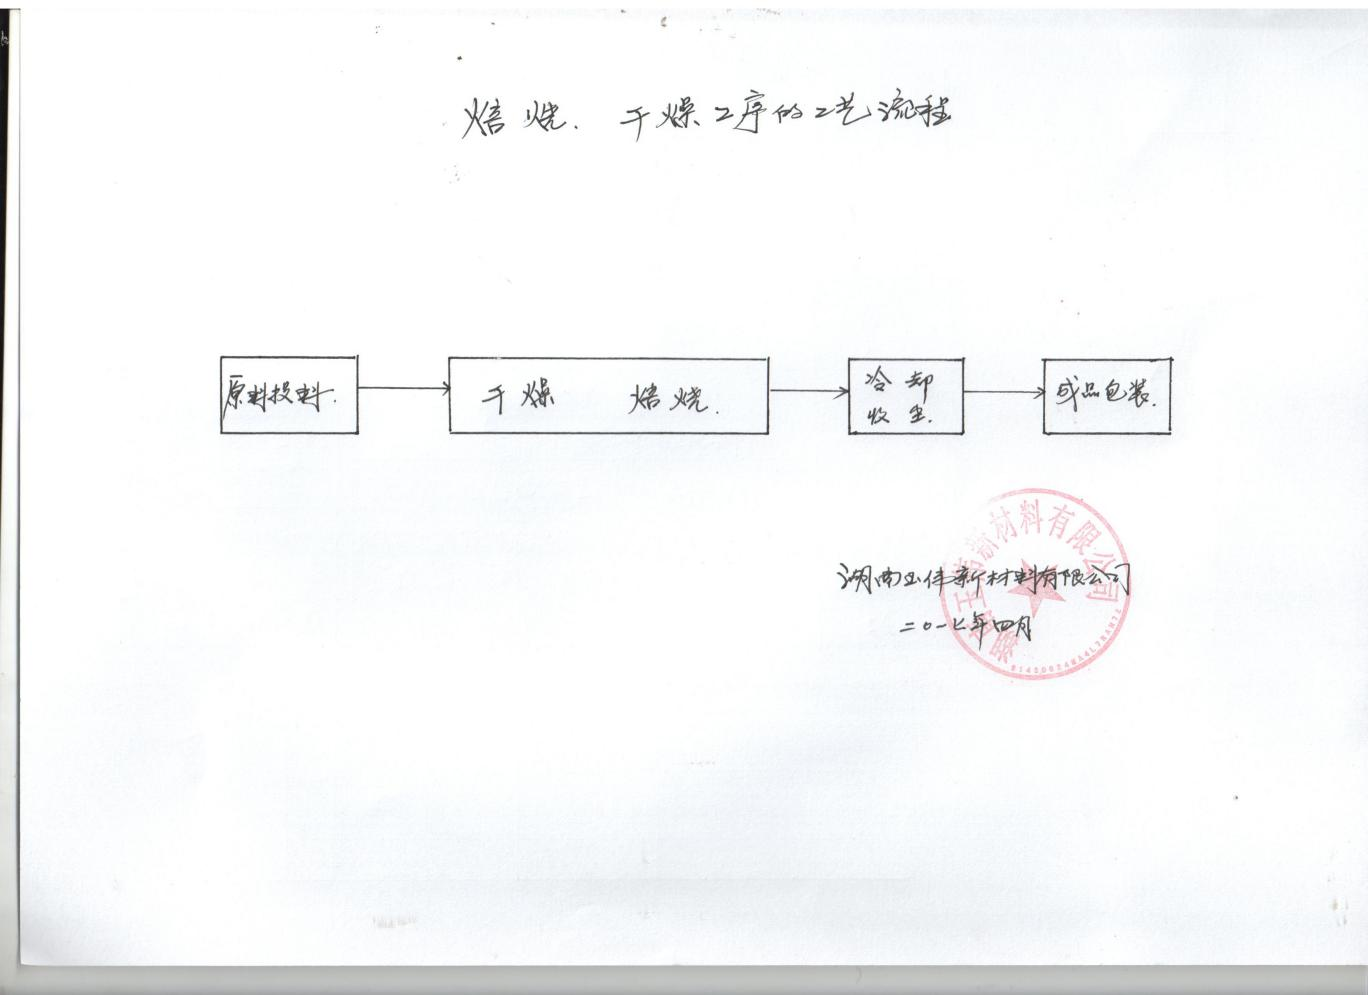 焙烧. 干燥工序的工艺流程
原料投料.
干燥 焙烧.
冷却
收尘.
成品包装.
湖南玉伟新材料有限公司
二〇一七年四月